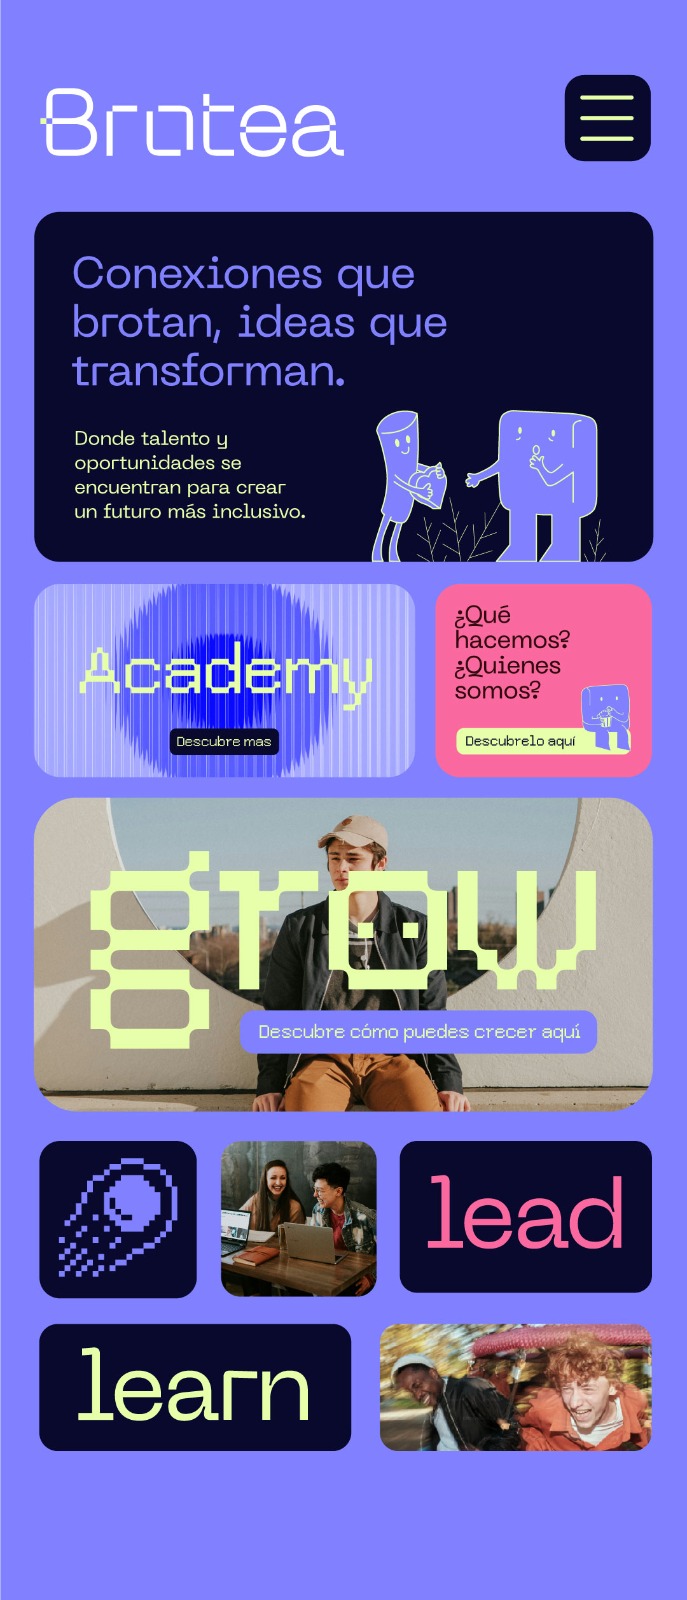 Brotea
Conexiones que
brotan, ideas que
transforman.
Donde talento y
oportunidades se
encuentran para crear
un futuro más inclusivo.
Academy
Descubre mas
¿Qué
hacemos?
¿Quienes
somos?
Descubrelo aquí
grow
Descubre cómo puedes crecer aquí
lead
learn